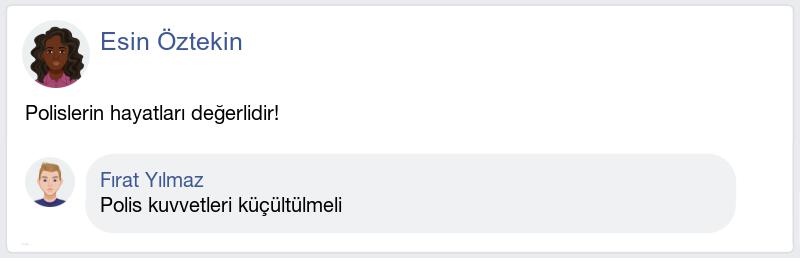 Esin Öztekin
Polislerin hayatları değerlidir!
Fırat Yılmaz
Polis kuvvetleri küçültülmeli